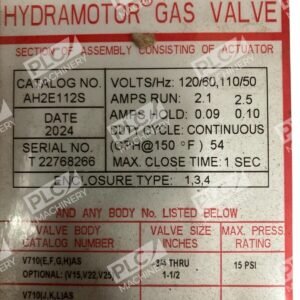 HYDRAMOTOR GAS VALVE
SECTION OF ASSEMBLY CONSISTING OF ACTUATOR
CATALOG NO.
AH2E112S
VOLTS/Hz: 120/60,110/50
AMPS RUN: 2.1 2.5
AMPS HOLD: 0.09 0.10
DUTY CYCLE: CONTINUOUS
(CPH@150 °F) 54
MAX. CLOSE TIME: 1 SEC
DATE
2024
SERIAL NO.
T 22768266
ENCLOSURE TYPE: 1,3,4
AND ANY BODY NO. LISTED BELOW
VALVE BODY
CATALOG NO.
VALVE SIZE
(INCHES)
MAX. PRESS
RATING
V710(E,F,G,H)AS
OPTIONAL: (V15,V22,V25
3/4 THRU
1-1/2
15 PSI
V710(J,K,L)AS
PLC
MACHINERY